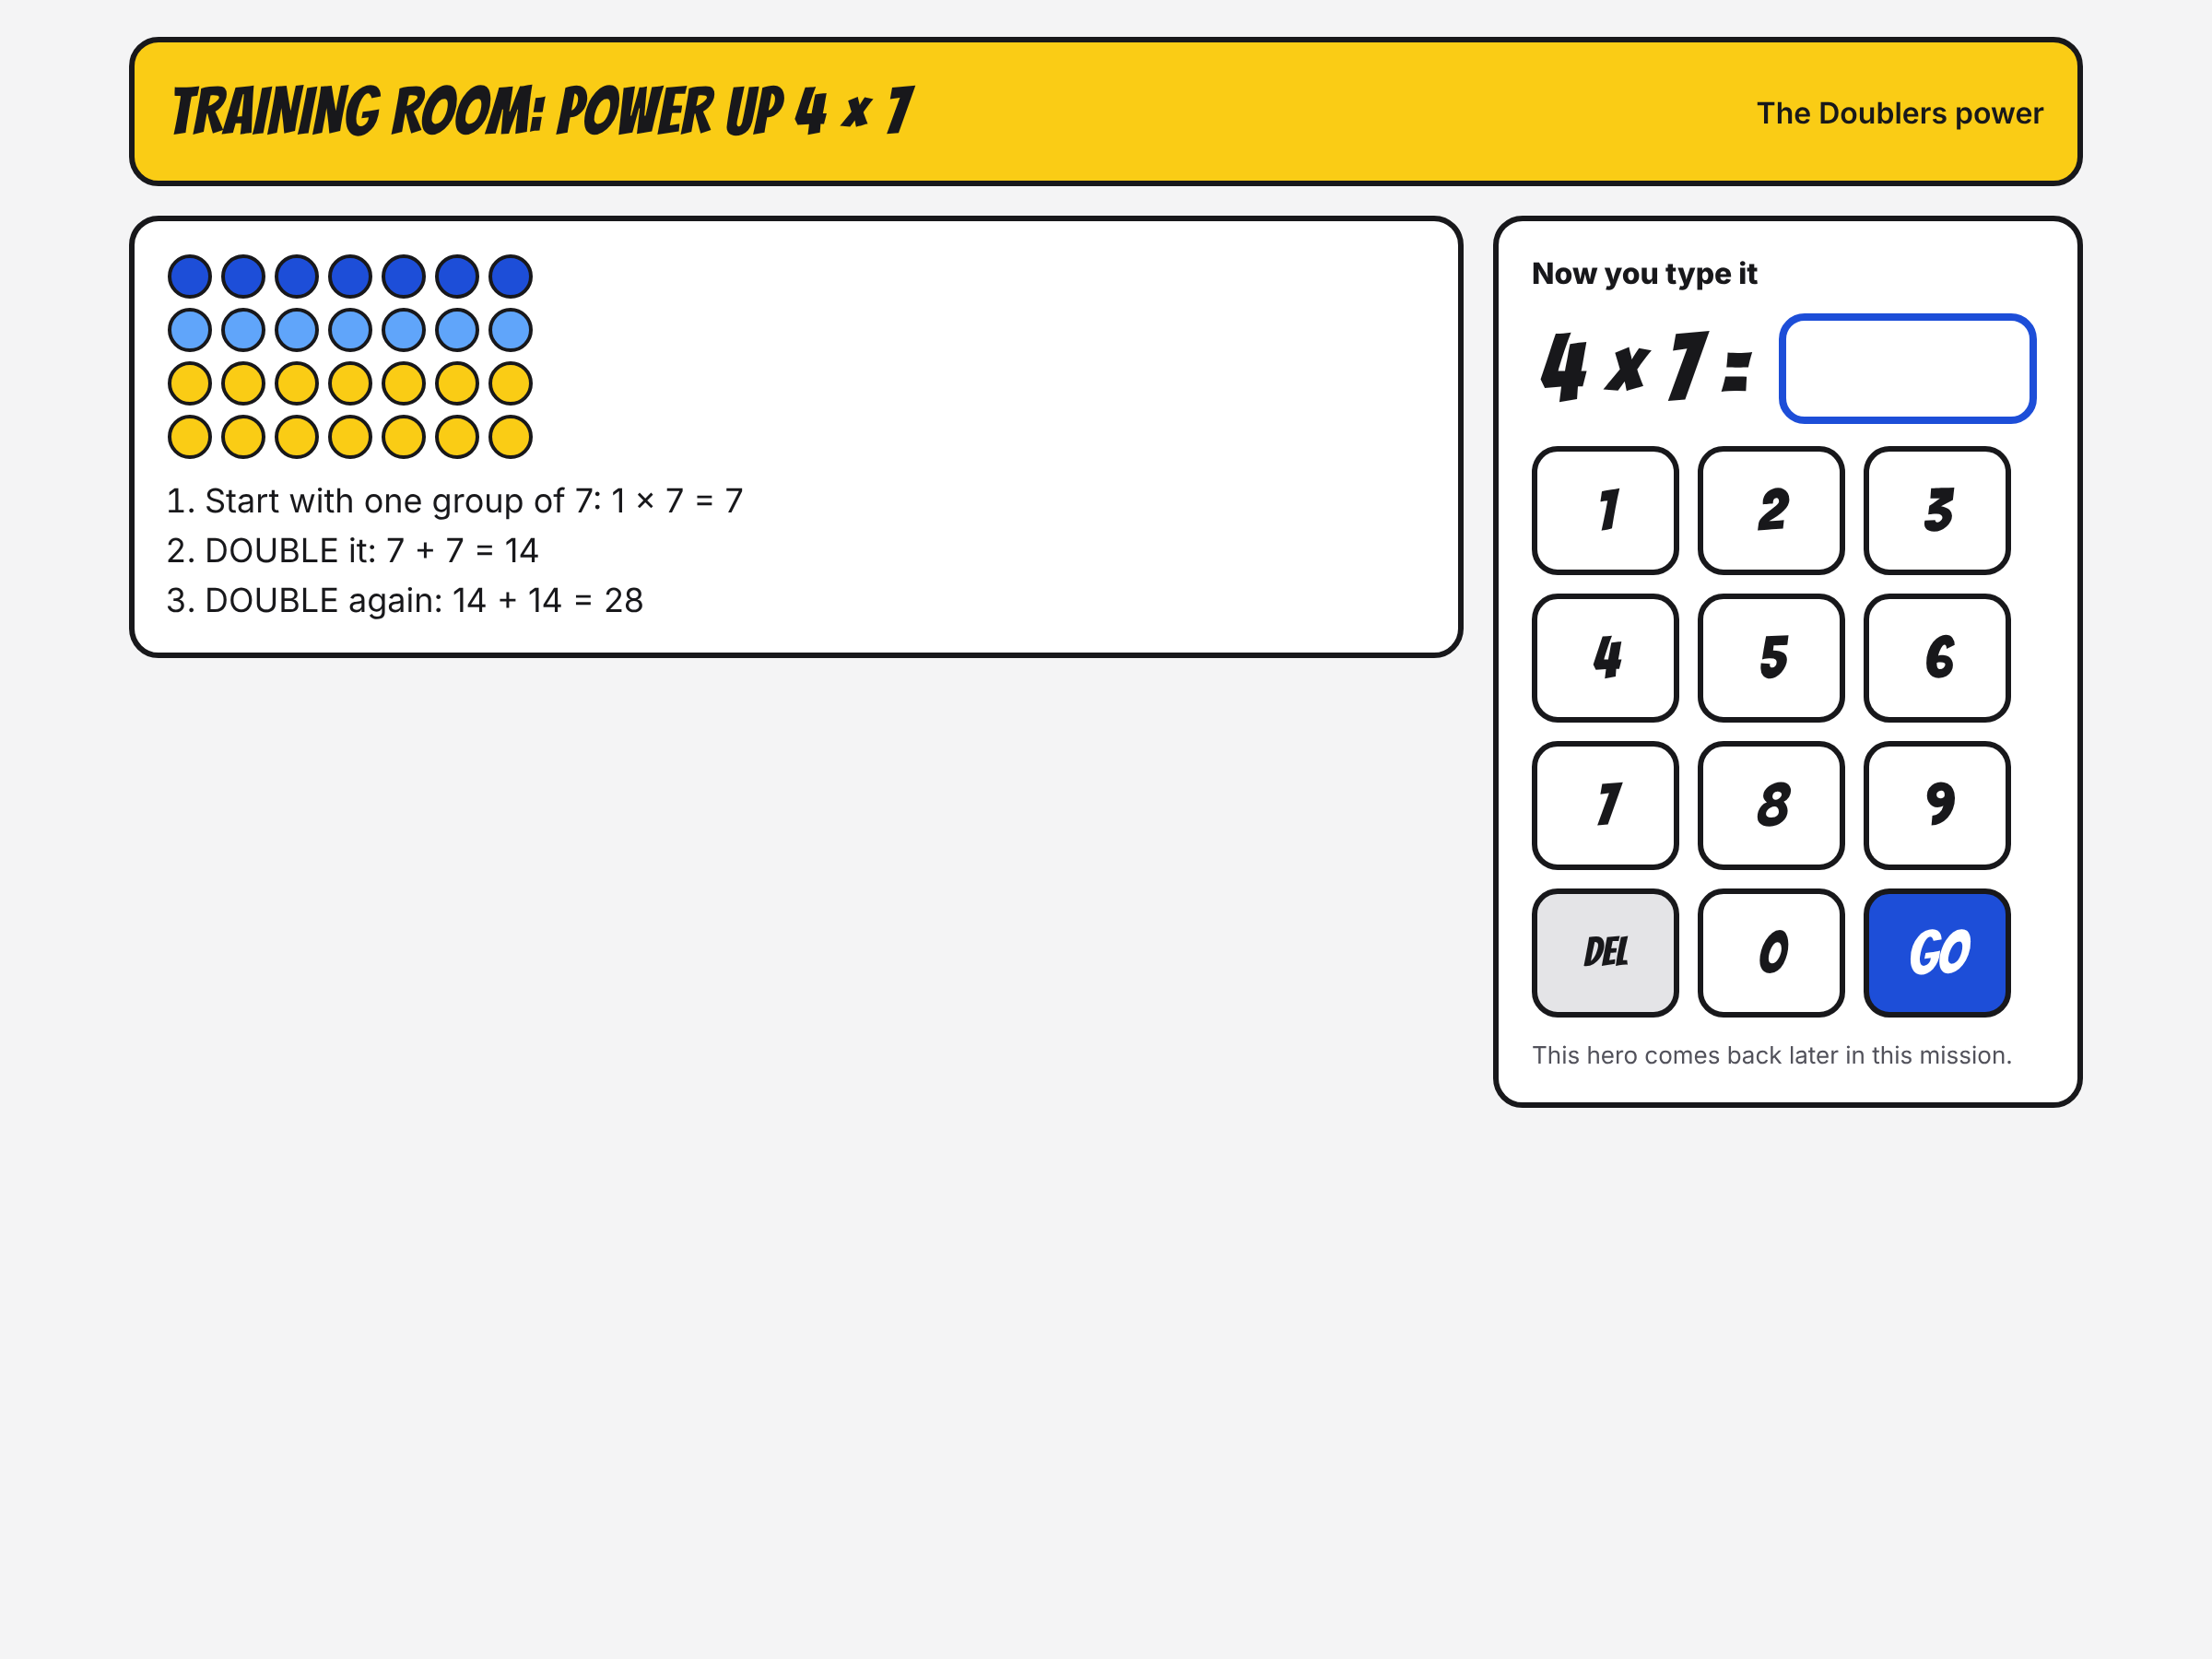 TRAINING ROOM: POWER UP 4 x 7
The Doublers power
1. Start with one group of 7: 1 × 7 = 7
2. DOUBLE it: 7 + 7 = 14
3. DOUBLE again: 14 + 14 = 28
Now you type it
4 x 7 =
1 2 3
4 5 6
7 8 9
DEL 0 GO
This hero comes back later in this mission.